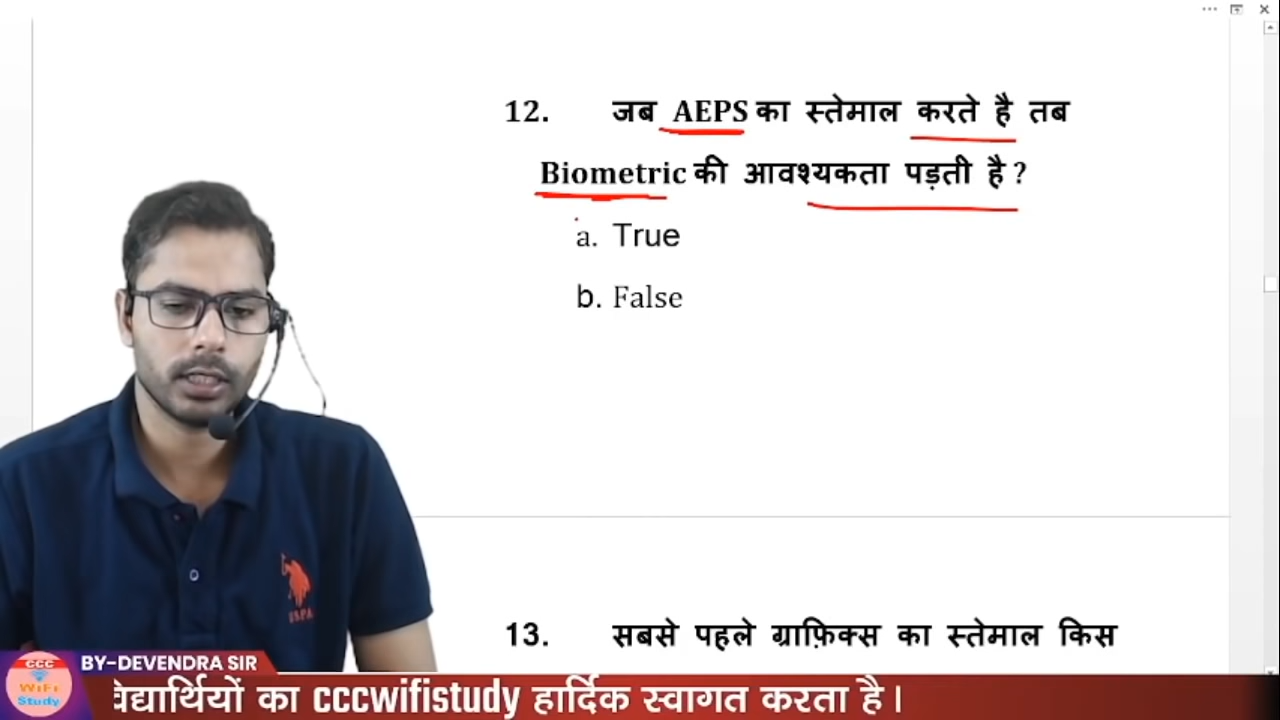 12. जब AEPS का स्तेमाल करते है तब
Biometric की आवश्यकता पड़ती है ?
a. True
b. False
13. सबसे पहले ग्राफ़िक्स का स्तेमाल किस
USPA
CCC
WiFi
Study
BY-DEVENDRA SIR
विद्यार्थियों का cccwifistudy हार्दिक स्वागत करता है।